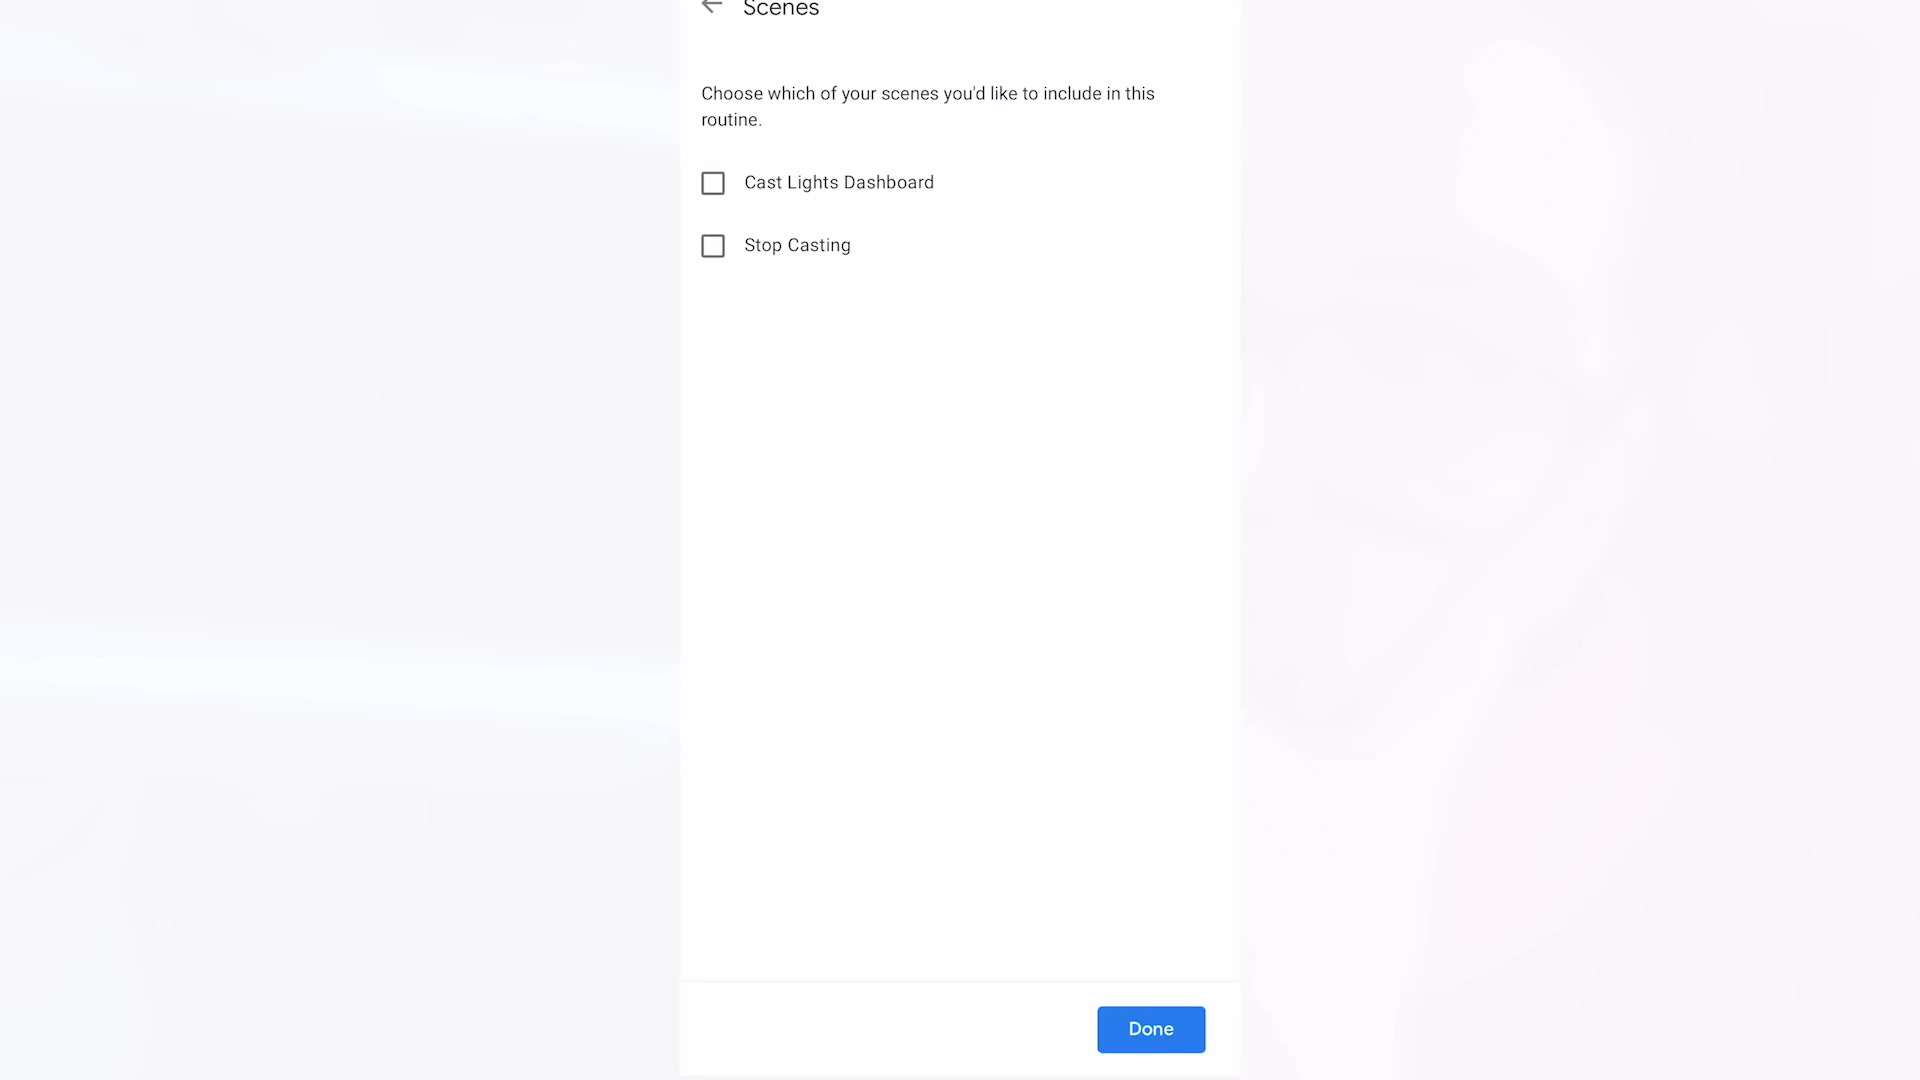 Scenes
Choose which of your scenes you'd like to include in this
routine.
Cast Lights Dashboard
Stop Casting
Done